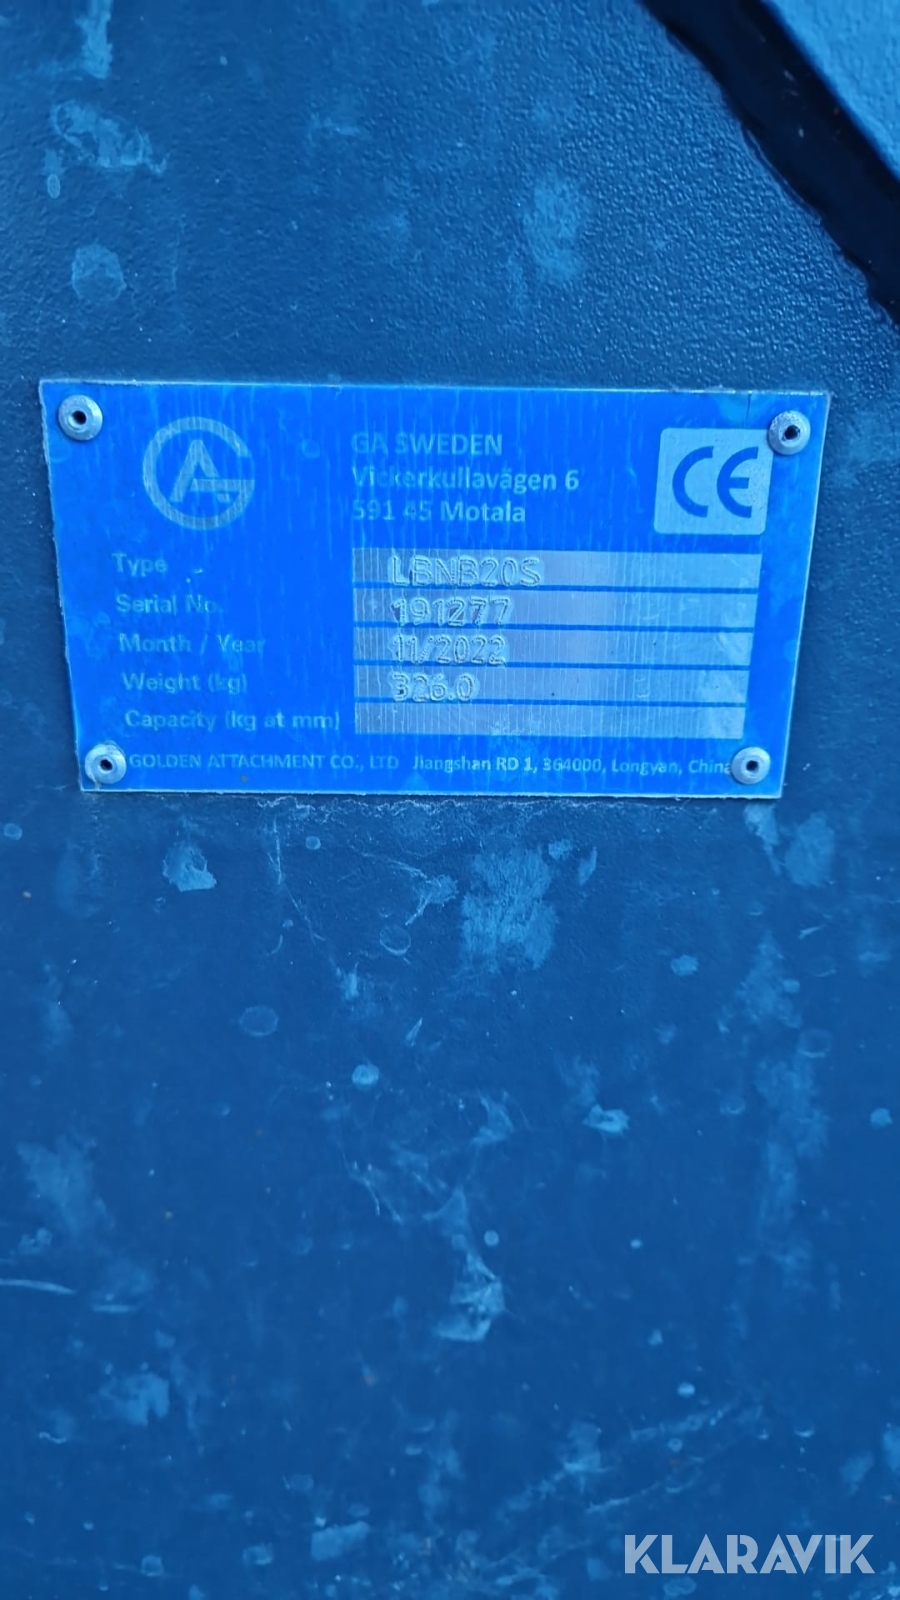 GA SWEDEN
Vickerkullavägen 6
591 45 Motala
CE
Type LBNB20S
Serial No. 191277
Month / Year 11/2022
Weight (kg) 326.0
Capacity (kg at mm)
GOLDEN ATTACHMENT CO., LTD Jiangshan RD 1, 364000, Longyan, China
KLARAVIK